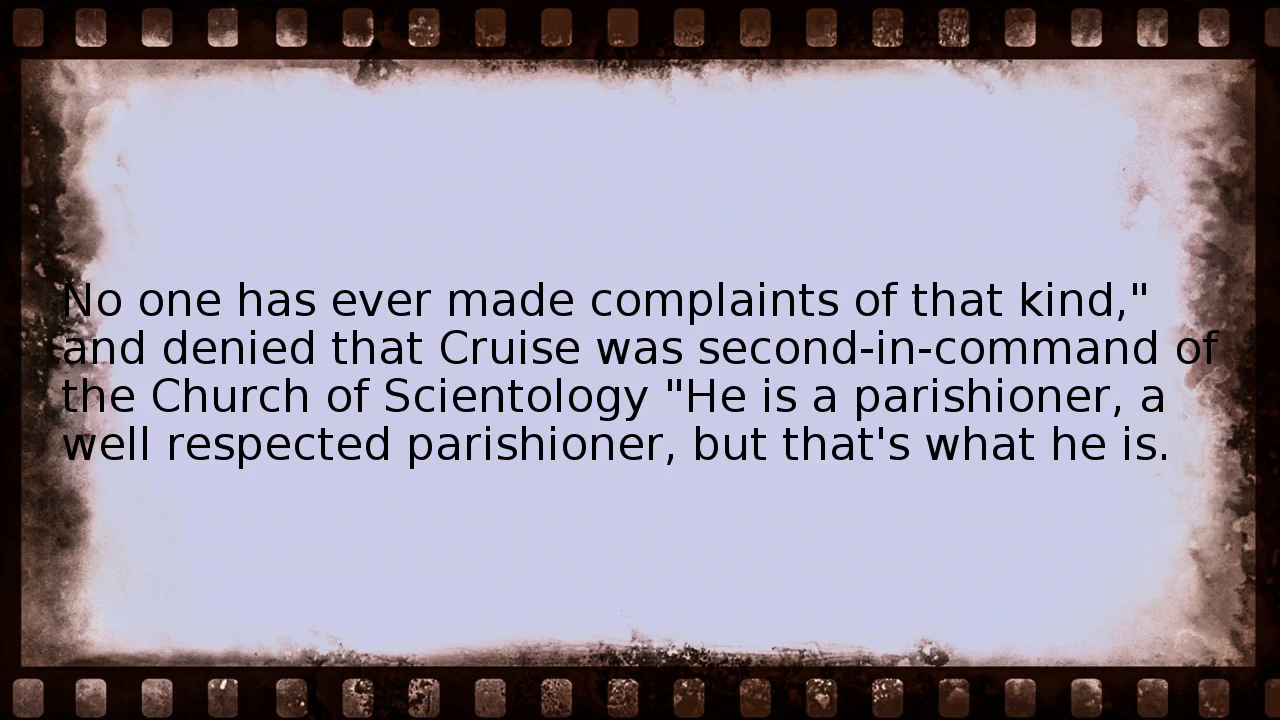 No one has ever made complaints of that kind,"
and denied that Cruise was second-in-command of
the Church of Scientology "He is a parishioner, a
well respected parishioner, but that's what he is.